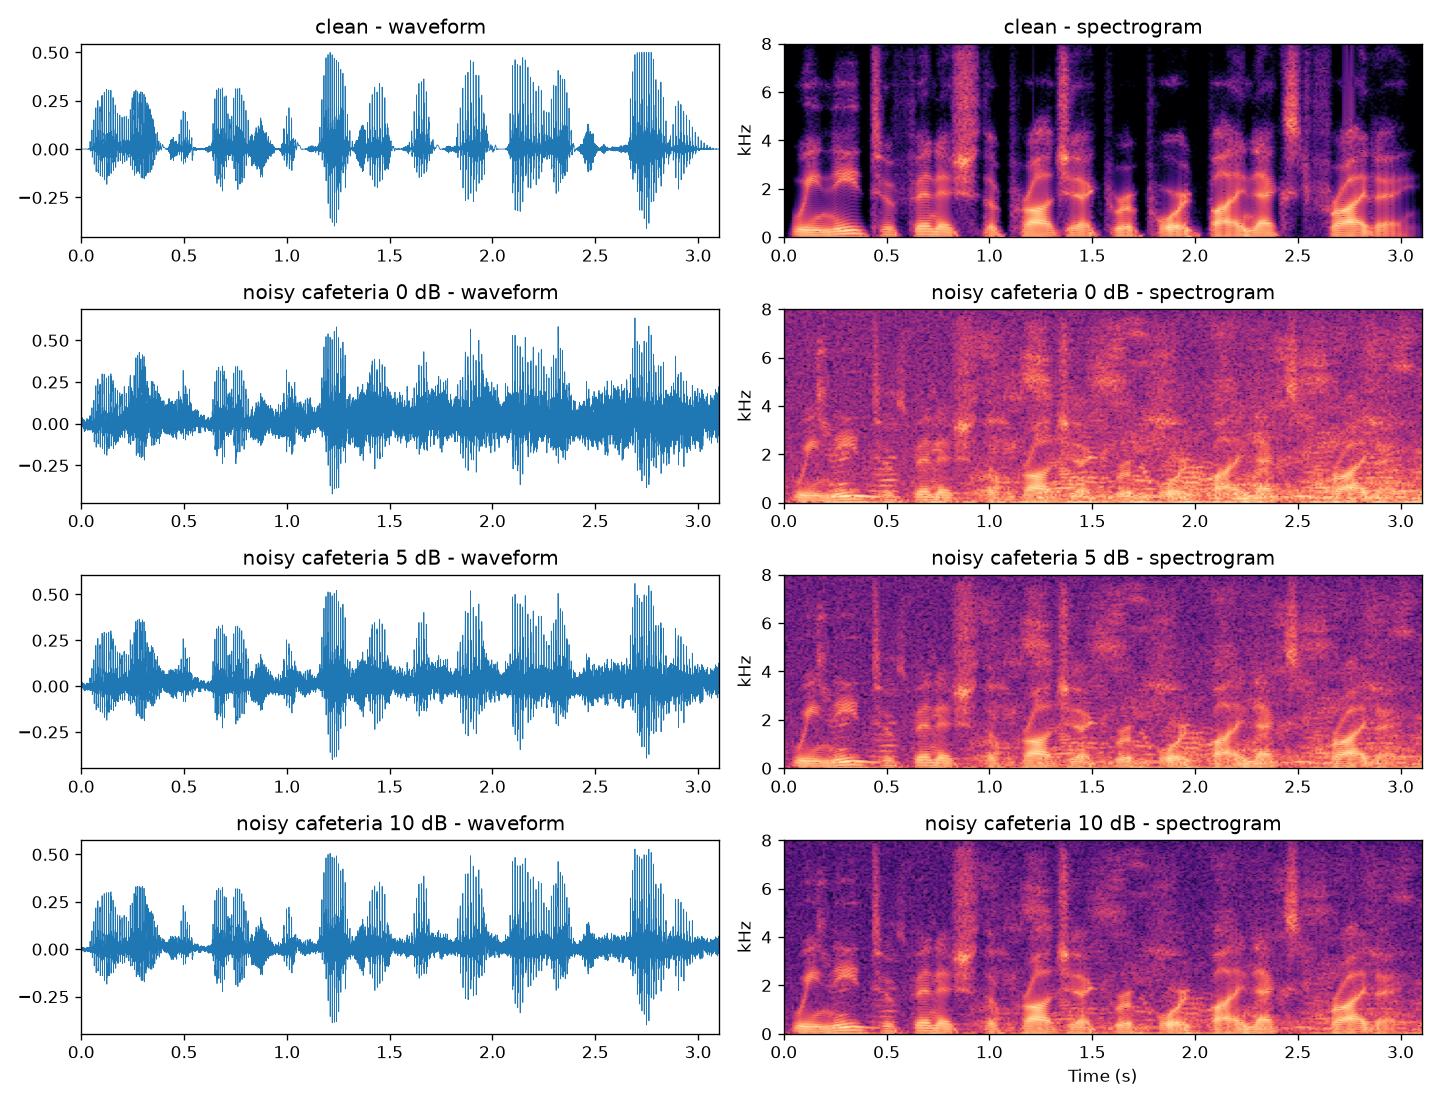 clean - waveform
0.50
0.25
0.00
−0.25
0.0 0.5 1.0 1.5 2.0 2.5 3.0
clean - spectrogram
kHz
8
6
4
2
0
0.0 0.5 1.0 1.5 2.0 2.5 3.0
noisy cafeteria 0 dB - waveform
0.50
0.25
0.00
−0.25
0.0 0.5 1.0 1.5 2.0 2.5 3.0
noisy cafeteria 0 dB - spectrogram
kHz
8
6
4
2
0
0.0 0.5 1.0 1.5 2.0 2.5 3.0
noisy cafeteria 5 dB - waveform
0.50
0.25
0.00
−0.25
0.0 0.5 1.0 1.5 2.0 2.5 3.0
noisy cafeteria 5 dB - spectrogram
kHz
8
6
4
2
0
0.0 0.5 1.0 1.5 2.0 2.5 3.0
noisy cafeteria 10 dB - waveform
0.50
0.25
0.00
−0.25
0.0 0.5 1.0 1.5 2.0 2.5 3.0
noisy cafeteria 10 dB - spectrogram
kHz
8
6
4
2
0
0.0 0.5 1.0 1.5 2.0 2.5 3.0
Time (s)